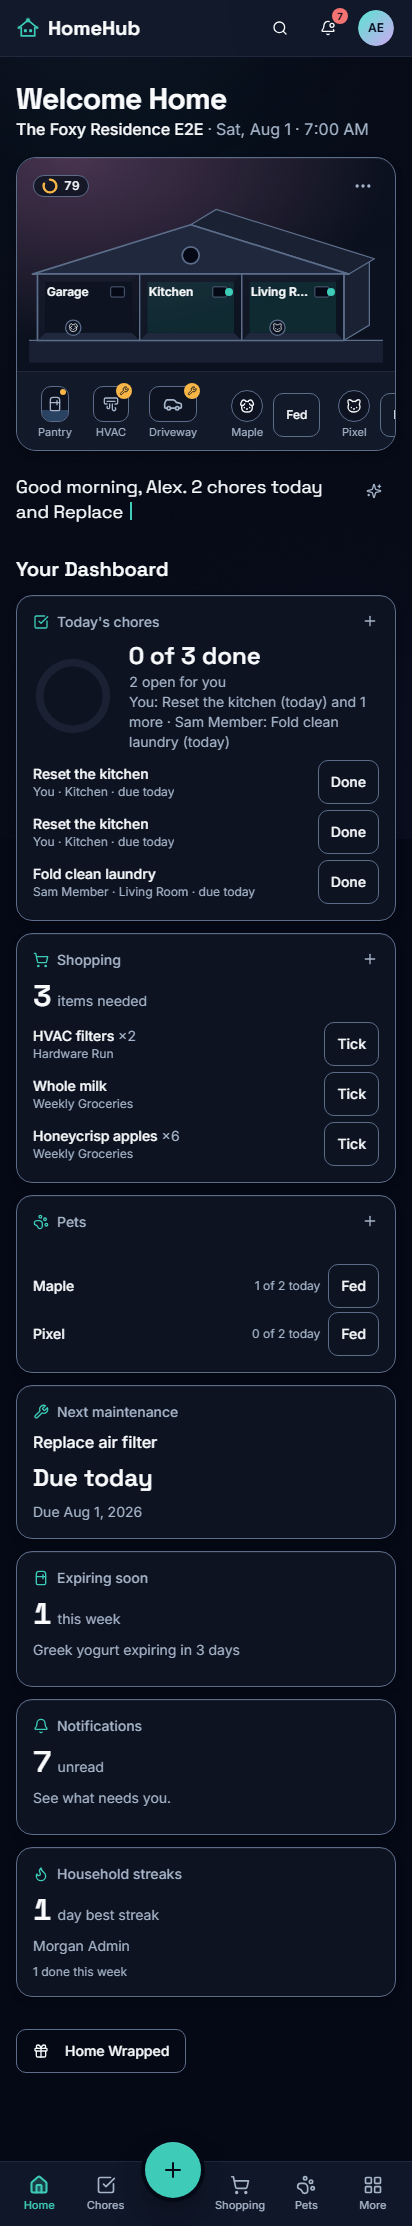 HomeHub
7
AE
Welcome Home
The Foxy Residence E2E · Sat, Aug 1 · 7:00 AM
79
Garage
Kitchen
Living R...
Pantry
HVAC
Driveway
Maple
Fed
Pixel
Good morning, Alex. 2 chores today
and Replace
Your Dashboard
Today's chores
0 of 3 done
2 open for you
You: Reset the kitchen (today) and 1
more · Sam Member: Fold clean
laundry (today)
Reset the kitchen
You · Kitchen · due today
Done
Reset the kitchen
You · Kitchen · due today
Done
Fold clean laundry
Sam Member · Living Room · due today
Done
Shopping
3 items needed
HVAC filters ×2
Hardware Run
Tick
Whole milk
Weekly Groceries
Tick
Honeycrisp apples ×6
Weekly Groceries
Tick
Pets
Maple
1 of 2 today
Fed
Pixel
0 of 2 today
Fed
Next maintenance
Replace air filter
Due today
Due Aug 1, 2026
Expiring soon
1 this week
Greek yogurt expiring in 3 days
Notifications
7 unread
See what needs you.
Household streaks
1 day best streak
Morgan Admin
1 done this week
Home Wrapped
Home
Chores
Shopping
Pets
More